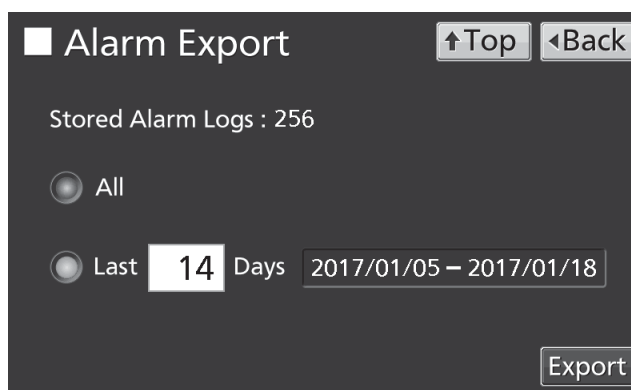 Alarm Export
↑Top
◂Back
Stored Alarm Logs : 256
All
Last 14 Days 2017/01/05 – 2017/01/18
Export